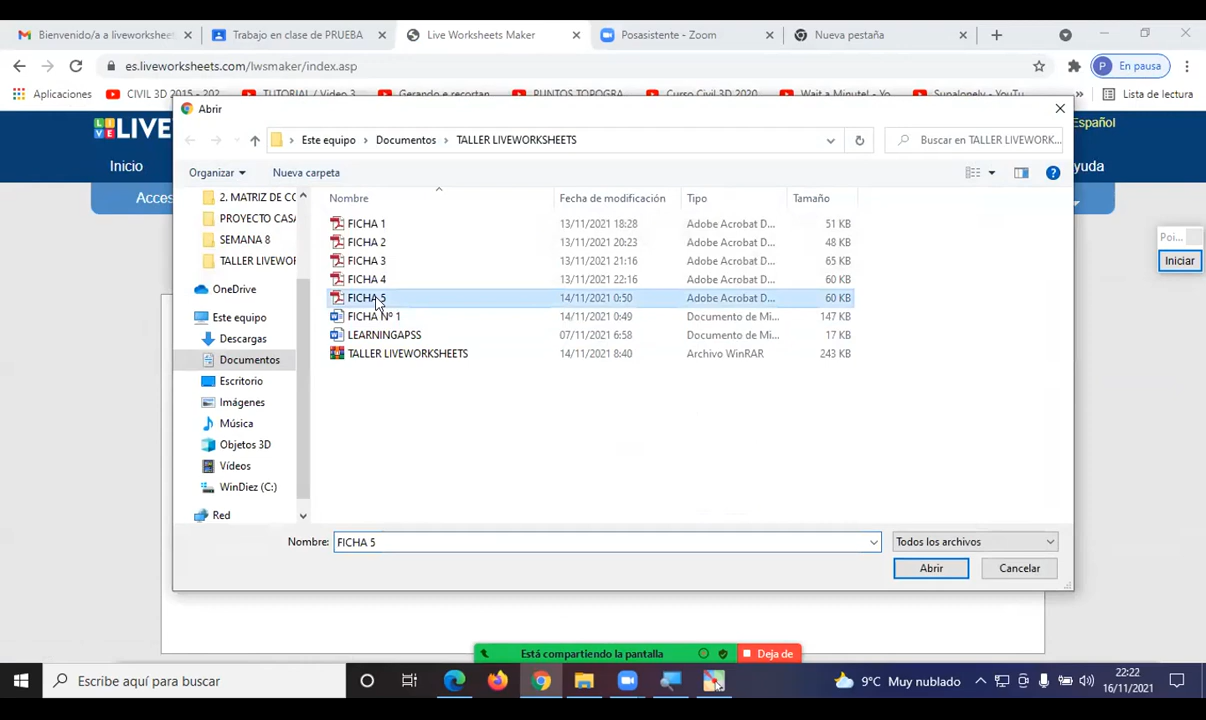 Bienvenido/a a liveworksheet
Trabajo en clase de PRUEBA
Live Worksheets Maker
Posasistente - Zoom
Nueva pestaña
es.liveworksheets.com/lwsmaker/index.asp
En pausa
Aplicaciones
CIVIL 3D 2015 - 202
TUTORIAL / Video 3
Gerando e recortan
PUNTOS TOPOGRA
Curso Civil 3D 2020
Wait a Minute! - Yo
Supalonely - YouTu
Lista de lectura
Abrir
LIVE
Español
Este equipo
Documentos
TALLER LIVEWORKSHEETS
Buscar en TALLER LIVEWORK...
Inicio
yuda
Organizar
Nueva carpeta
Acces
Nombre
Fecha de modificación
Tipo
Tamaño
2. MATRIZ DE CO
PROYECTO CASA
SEMANA 8
TALLER LIVEWOR
OneDrive
Este equipo
Descargas
Documentos
Escritorio
Imágenes
Música
Objetos 3D
Vídeos
WinDiez (C:)
Red
FICHA 1 13/11/2021 18:28 Adobe Acrobat D... 51 KB
FICHA 2 13/11/2021 20:23 Adobe Acrobat D... 48 KB
FICHA 3 13/11/2021 21:16 Adobe Acrobat D... 65 KB
FICHA 4 13/11/2021 22:16 Adobe Acrobat D... 60 KB
FICHA 5 14/11/2021 0:50 Adobe Acrobat D... 60 KB
FICHA Nº 1 14/11/2021 0:49 Documento de Mi... 147 KB
LEARNINGAPSS 07/11/2021 6:58 Documento de Mi... 17 KB
TALLER LIVEWORKSHEETS 14/11/2021 8:40 Archivo WinRAR 243 KB
Poi...
Iniciar
Nombre:
FICHA 5
Todos los archivos
Abrir
Cancelar
Está compartiendo la pantalla
Deja de
Escribe aquí para buscar
9°C Muy nublado
22:22
16/11/2021